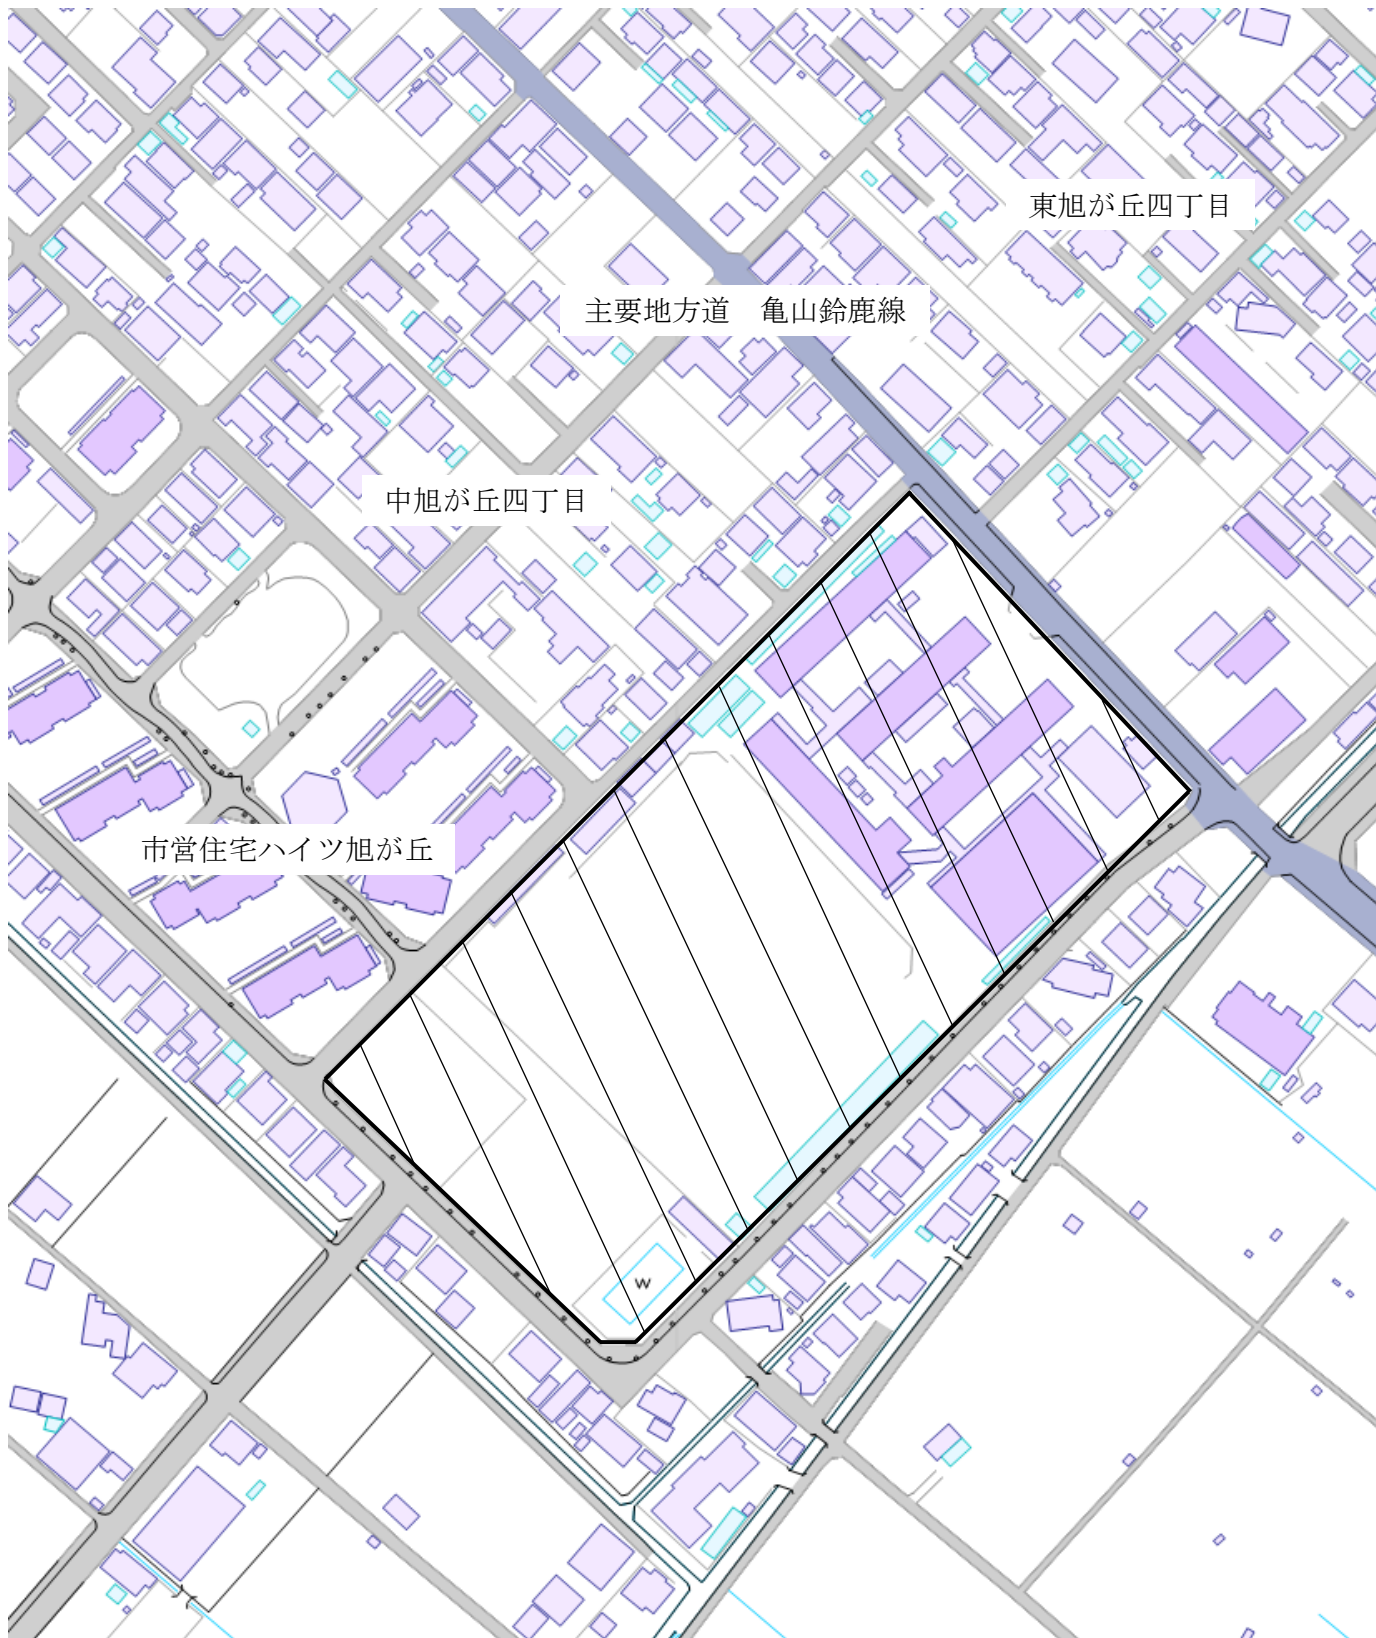 東旭が丘四丁目
主要地方道　亀山鈴鹿線
中旭が丘四丁目
市営住宅ハイツ旭が丘
W